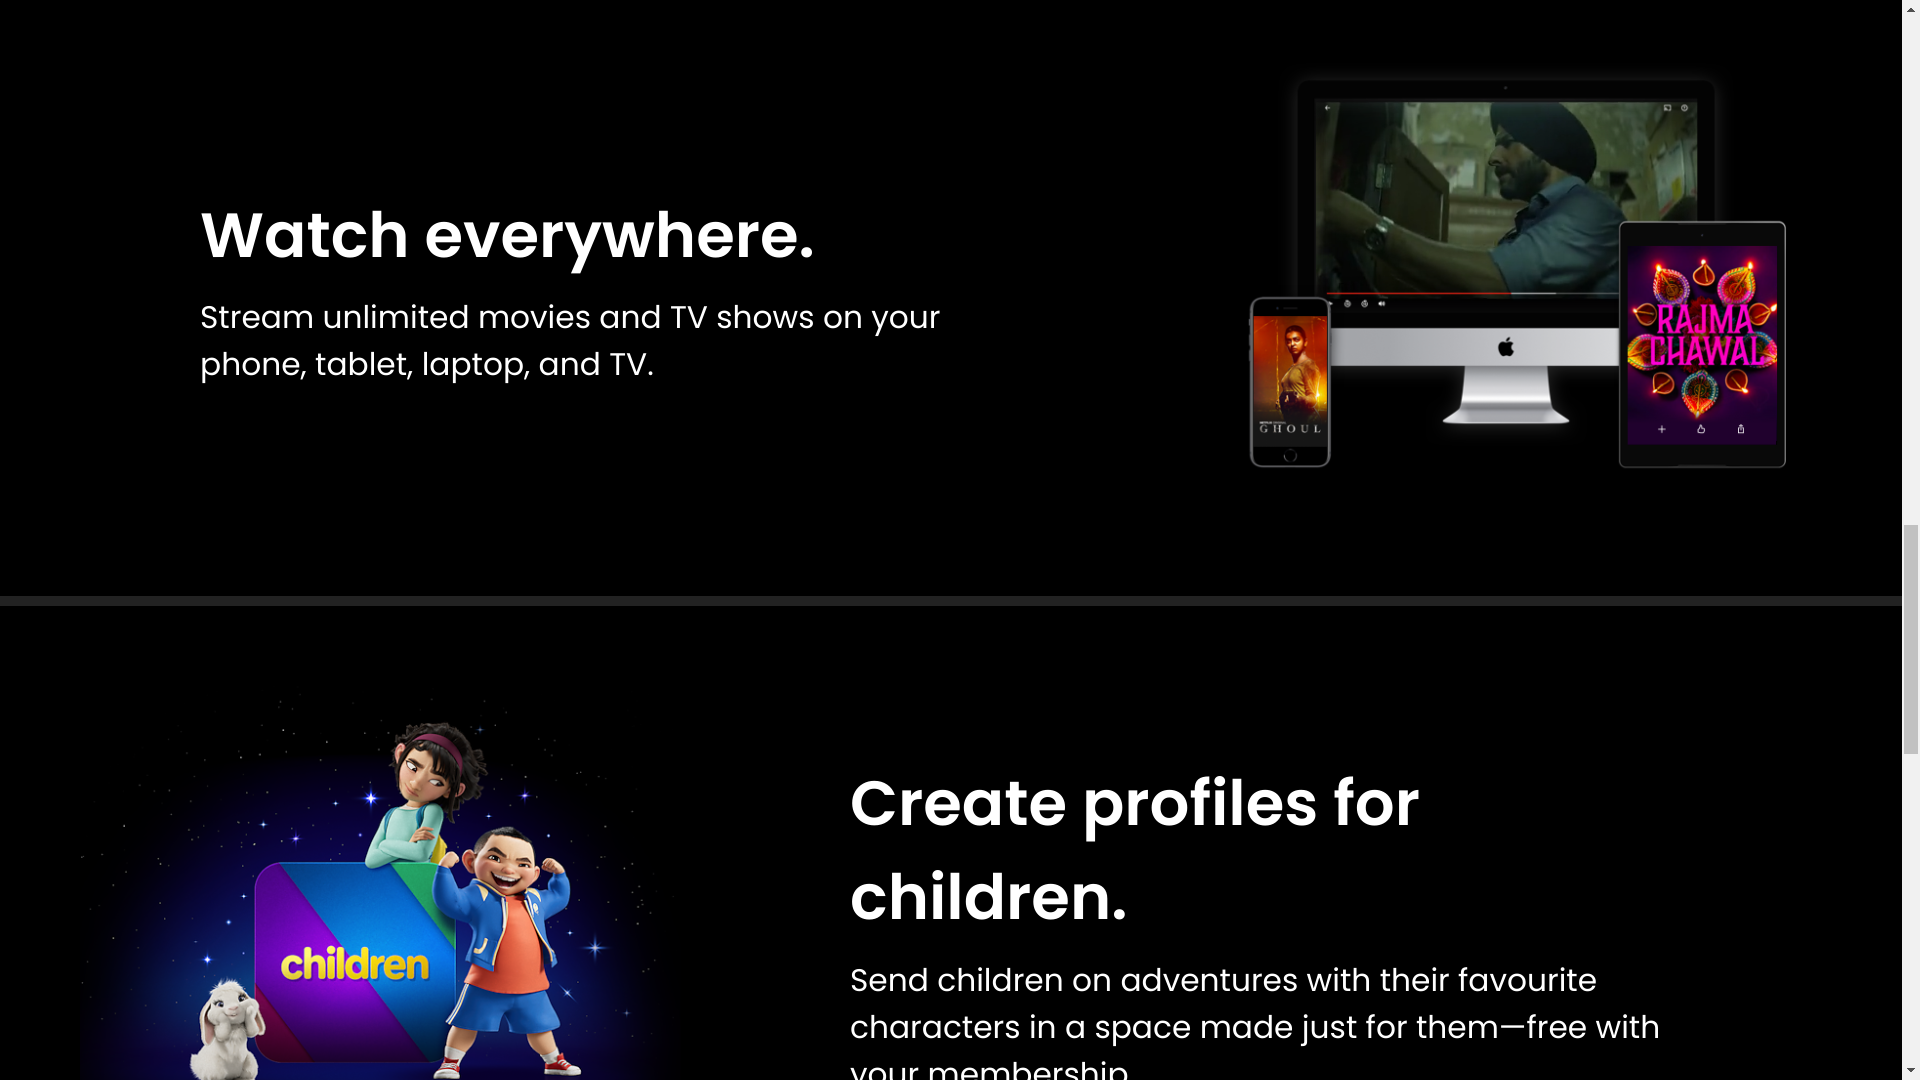 Watch everywhere.
Stream unlimited movies and TV shows on your
phone, tablet, laptop, and TV.
GHOUL
RAJMA
CHAWAL
Create profiles for
children.
Send children on adventures with their favourite
characters in a space made just for them—free with
your membership.
children